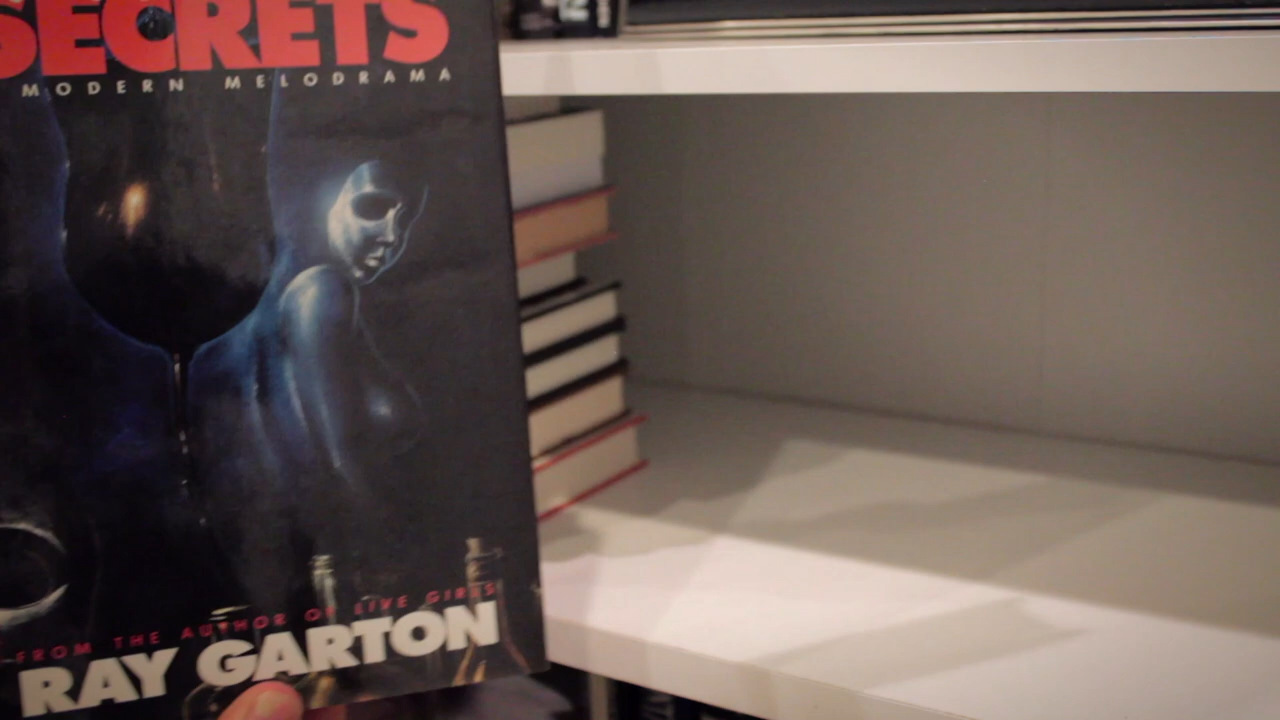 SECRETS
MODERN MELODRAMA
FROM THE AUTHOR OF LIVE GIRLS
RAY GARTON